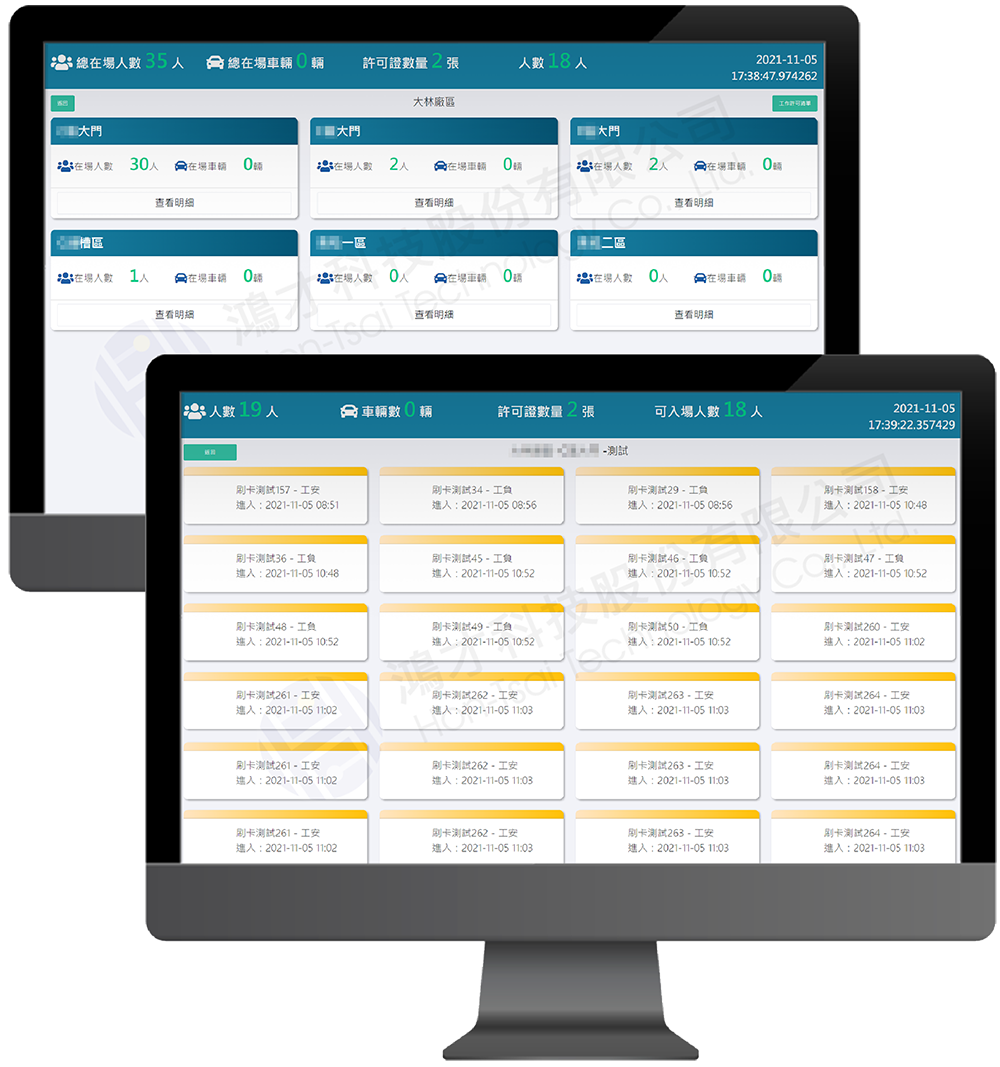 總在場人數 35 人 總在場車輛 0 輛 許可證數量 2 張 人數 18 人 2021-11-05
17:38:47.974262
返回 大林廠區 工作許可清單
大門 大門 大門
在場人數 30人 在場車輛 0輛 在場人數 2人 在場車輛 0輛 在場人數 2人 在場車輛 0輛
查看明細 查看明細 查看明細
槽區 一區 二區
在場人數 1人 在場車輛 0輛 在場人數 0人 在場車輛 0輛 在場人數 0人 在場車輛 0輛
查看明細 查看明細 查看明細
鴻才科技股份有限公司
Hon-Tsai Technology Co., Ltd.
人數 19 人 車輛數 0 輛 許可證數量 2 張 可入場人數 18 人 2021-11-05
17:39:22.357429
返回 -測試
刷卡測試157 - 工安 刷卡測試34 - 工負 刷卡測試29 - 工負 刷卡測試158 - 工安
進入：2021-11-05 08:51 進入：2021-11-05 08:56 進入：2021-11-05 08:56 進入：2021-11-05 10:48
刷卡測試36 - 工負 刷卡測試45 - 工負 刷卡測試46 - 工負 刷卡測試47 - 工負
進入：2021-11-05 10:48 進入：2021-11-05 10:52 進入：2021-11-05 10:52 進入：2021-11-05 10:52
刷卡測試48 - 工負 刷卡測試49 - 工負 刷卡測試50 - 工負 刷卡測試260 - 工安
進入：2021-11-05 10:52 進入：2021-11-05 10:52 進入：2021-11-05 10:52 進入：2021-11-05 11:02
刷卡測試261 - 工安 刷卡測試262 - 工安 刷卡測試263 - 工安 刷卡測試264 - 工安
進入：2021-11-05 11:02 進入：2021-11-05 11:03 進入：2021-11-05 11:03 進入：2021-11-05 11:03
刷卡測試261 - 工安 刷卡測試262 - 工安 刷卡測試263 - 工安 刷卡測試264 - 工安
進入：2021-11-05 11:02 進入：2021-11-05 11:03 進入：2021-11-05 11:03 進入：2021-11-05 11:03
刷卡測試261 - 工安 刷卡測試262 - 工安 刷卡測試263 - 工安 刷卡測試264 - 工安
進入：2021-11-05 11:02 進入：2021-11-05 11:03 進入：2021-11-05 11:03 進入：2021-11-05 11:03
鴻才科技股份有限公司
Hon-Tsai Technology Co., Ltd.